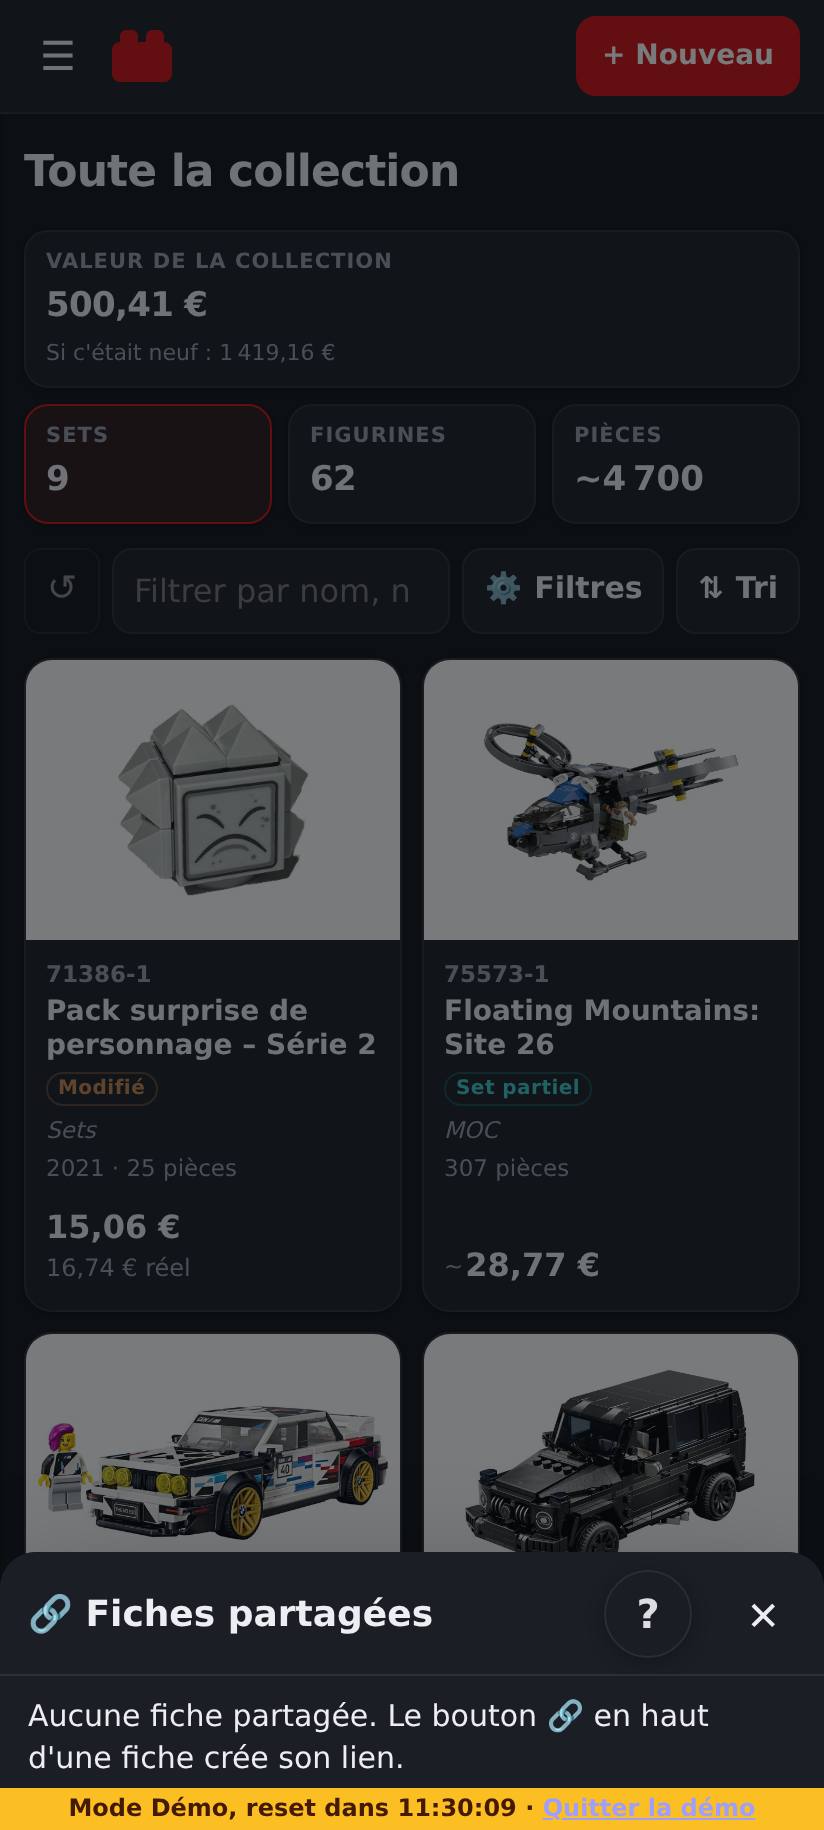 ☰ + Nouveau
Toute la collection
VALEUR DE LA COLLECTION
500,41 €
Si c'était neuf : 1 419,16 €
SETS
9
FIGURINES
62
PIÈCES
~4 700
↺ Filtrer par nom, n ⚙️ Filtres ⇅ Tri
71386-1
Pack surprise de
personnage – Série 2
Modifié
Sets
2021 · 25 pièces
15,06 €
16,74 € réel
75573-1
Floating Mountains:
Site 26
Set partiel
MOC
307 pièces
~28,77 €
40
🔗 Fiches partagées ? ✕
Aucune fiche partagée. Le bouton 🔗 en haut
d'une fiche crée son lien.
Mode Démo, reset dans 11:30:09 · Quitter la démo